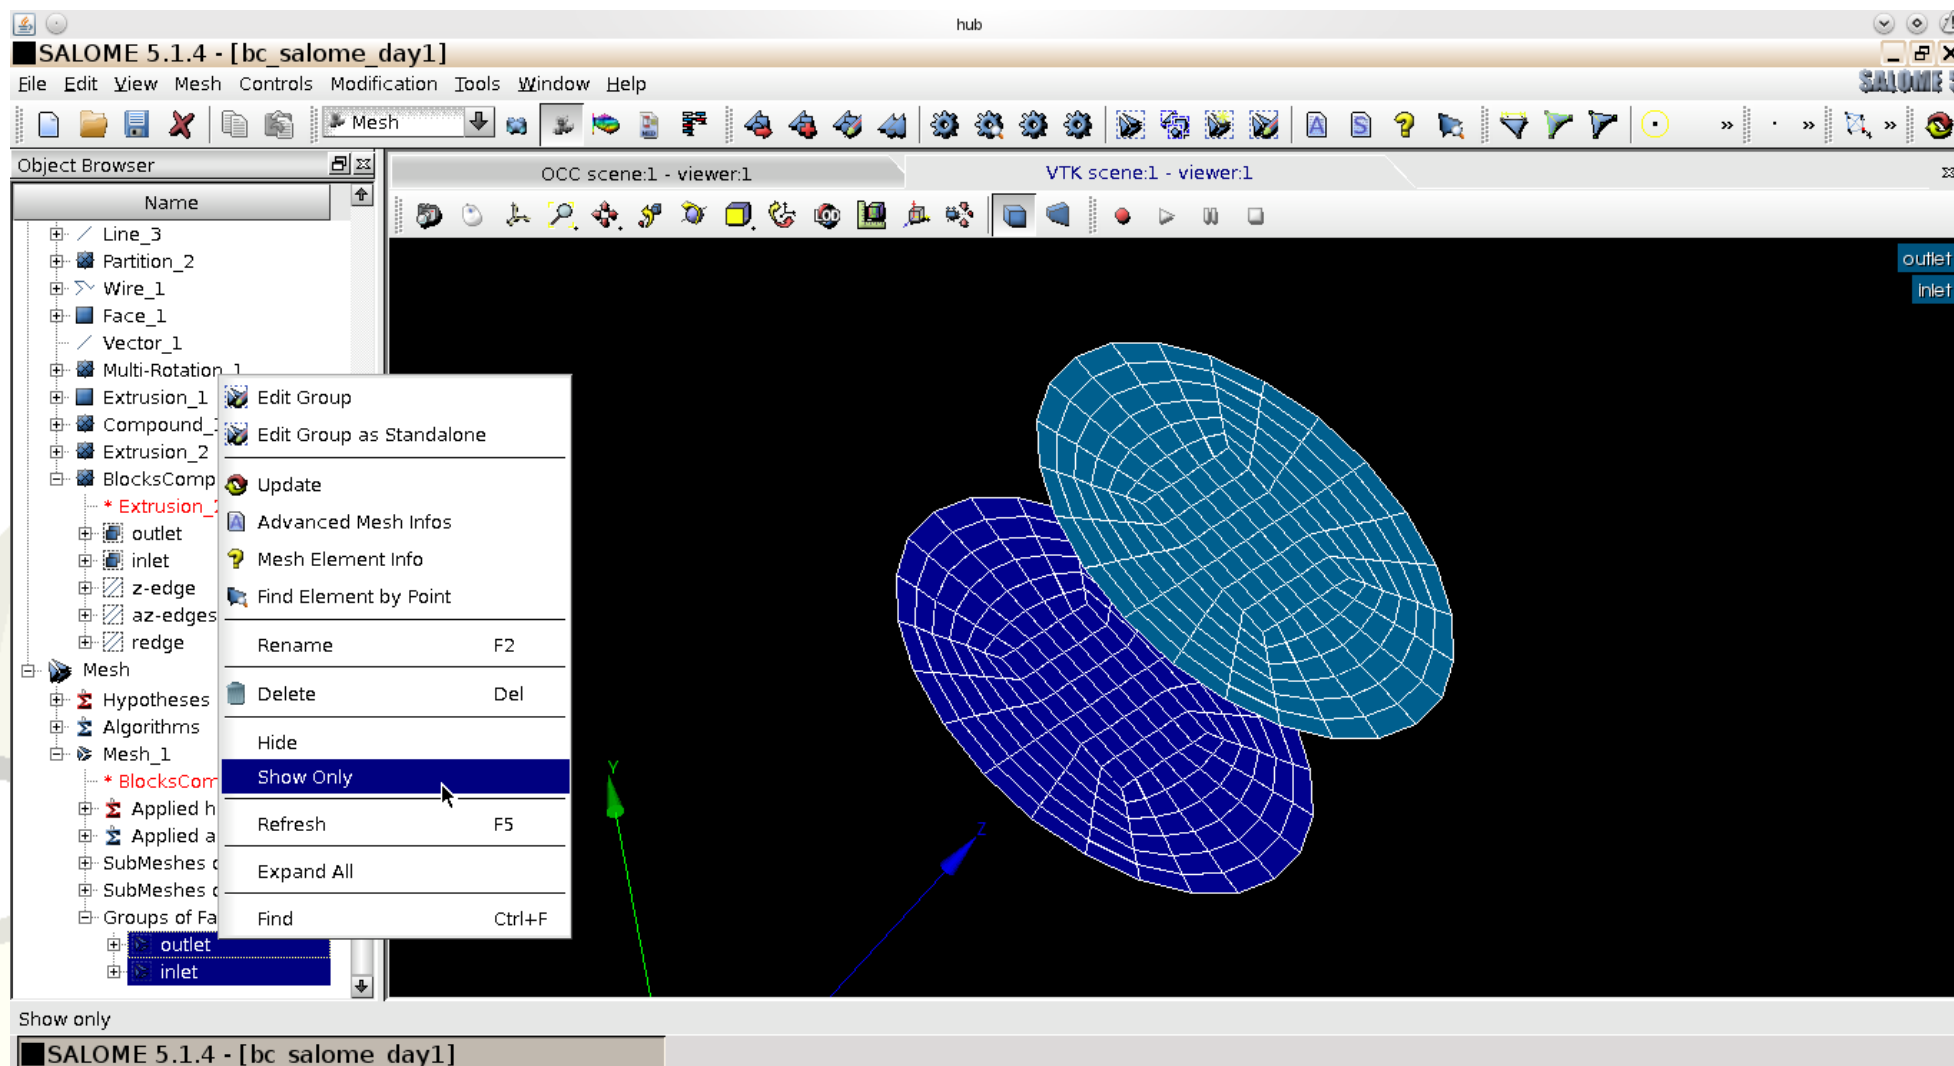 hub
SALOME 5.1.4 - [bc_salome_day1]
File Edit View Mesh Controls Modification Tools Window Help
SALOME 5
Mesh
Object Browser
OCC scene:1 - viewer:1
VTK scene:1 - viewer:1
Name
Line_3
Partition_2
Wire_1
Face_1
Vector_1
Multi-Rotation_1
Extrusion_1
Compound_
Extrusion_2
BlocksComp
* Extrusion_2
outlet
inlet
z-edge
az-edges
redge
Mesh
Hypotheses
Algorithms
Mesh_1
* BlocksCom
Applied h
Applied a
SubMeshes
SubMeshes
Groups of Fa
outlet
inlet
Edit Group
Edit Group as Standalone
Update
Advanced Mesh Infos
Mesh Element Info
Find Element by Point
Rename F2
Delete Del
Hide
Show Only
Refresh F5
Expand All
Find Ctrl+F
outlet
inlet
Y
Z
Show only
SALOME 5.1.4 - [bc_salome_day1]